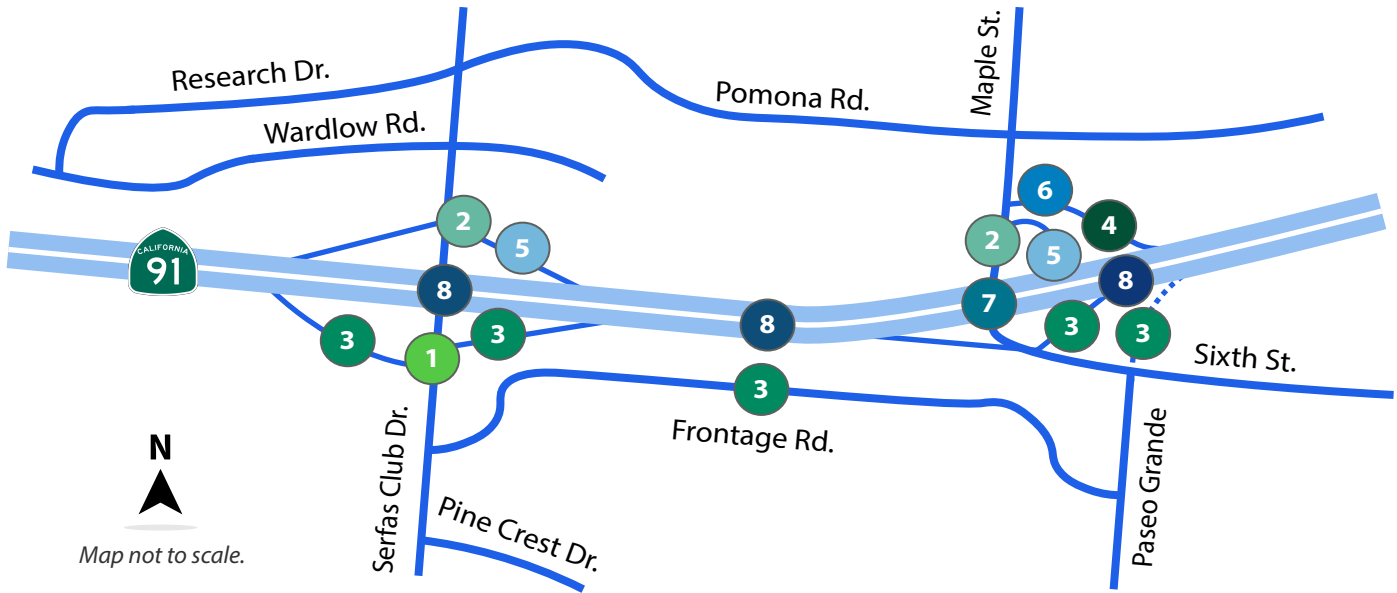 Maple St.
Research Dr.
Pomona Rd.
Wardlow Rd.
6
2
4
2
5
5
CALIFORNIA
91
8
8
7
8
3
3
3
3
1
Sixth St.
3
Frontage Rd.
Serfas Club Dr.
Paseo Grande
N
Pine Crest Dr.
Map not to scale.